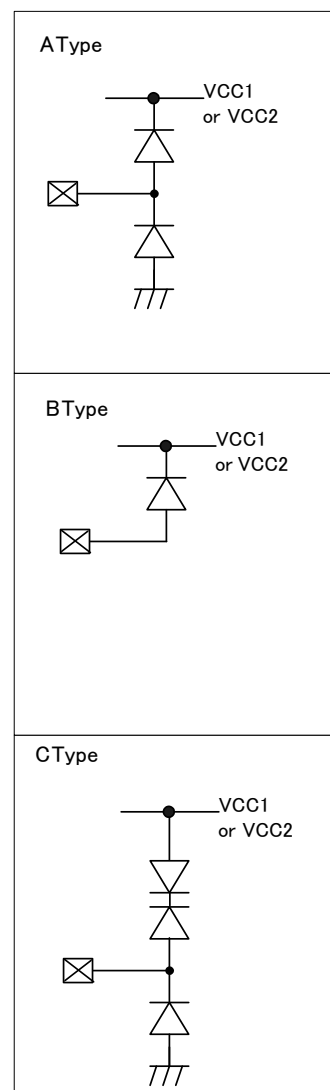 AType
VCC1
or VCC2
BType
VCC1
or VCC2
CType
VCC1
or VCC2